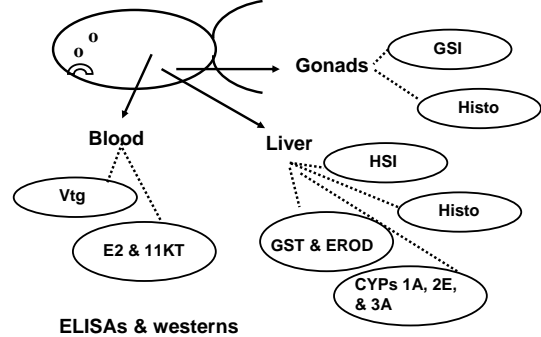 Gonads
GSI
Histo
Blood
Liver
HSI
Vtg
Histo
E2 & 11KT
GST & EROD
CYPs 1A, 2E,
& 3A
ELISAs & westerns